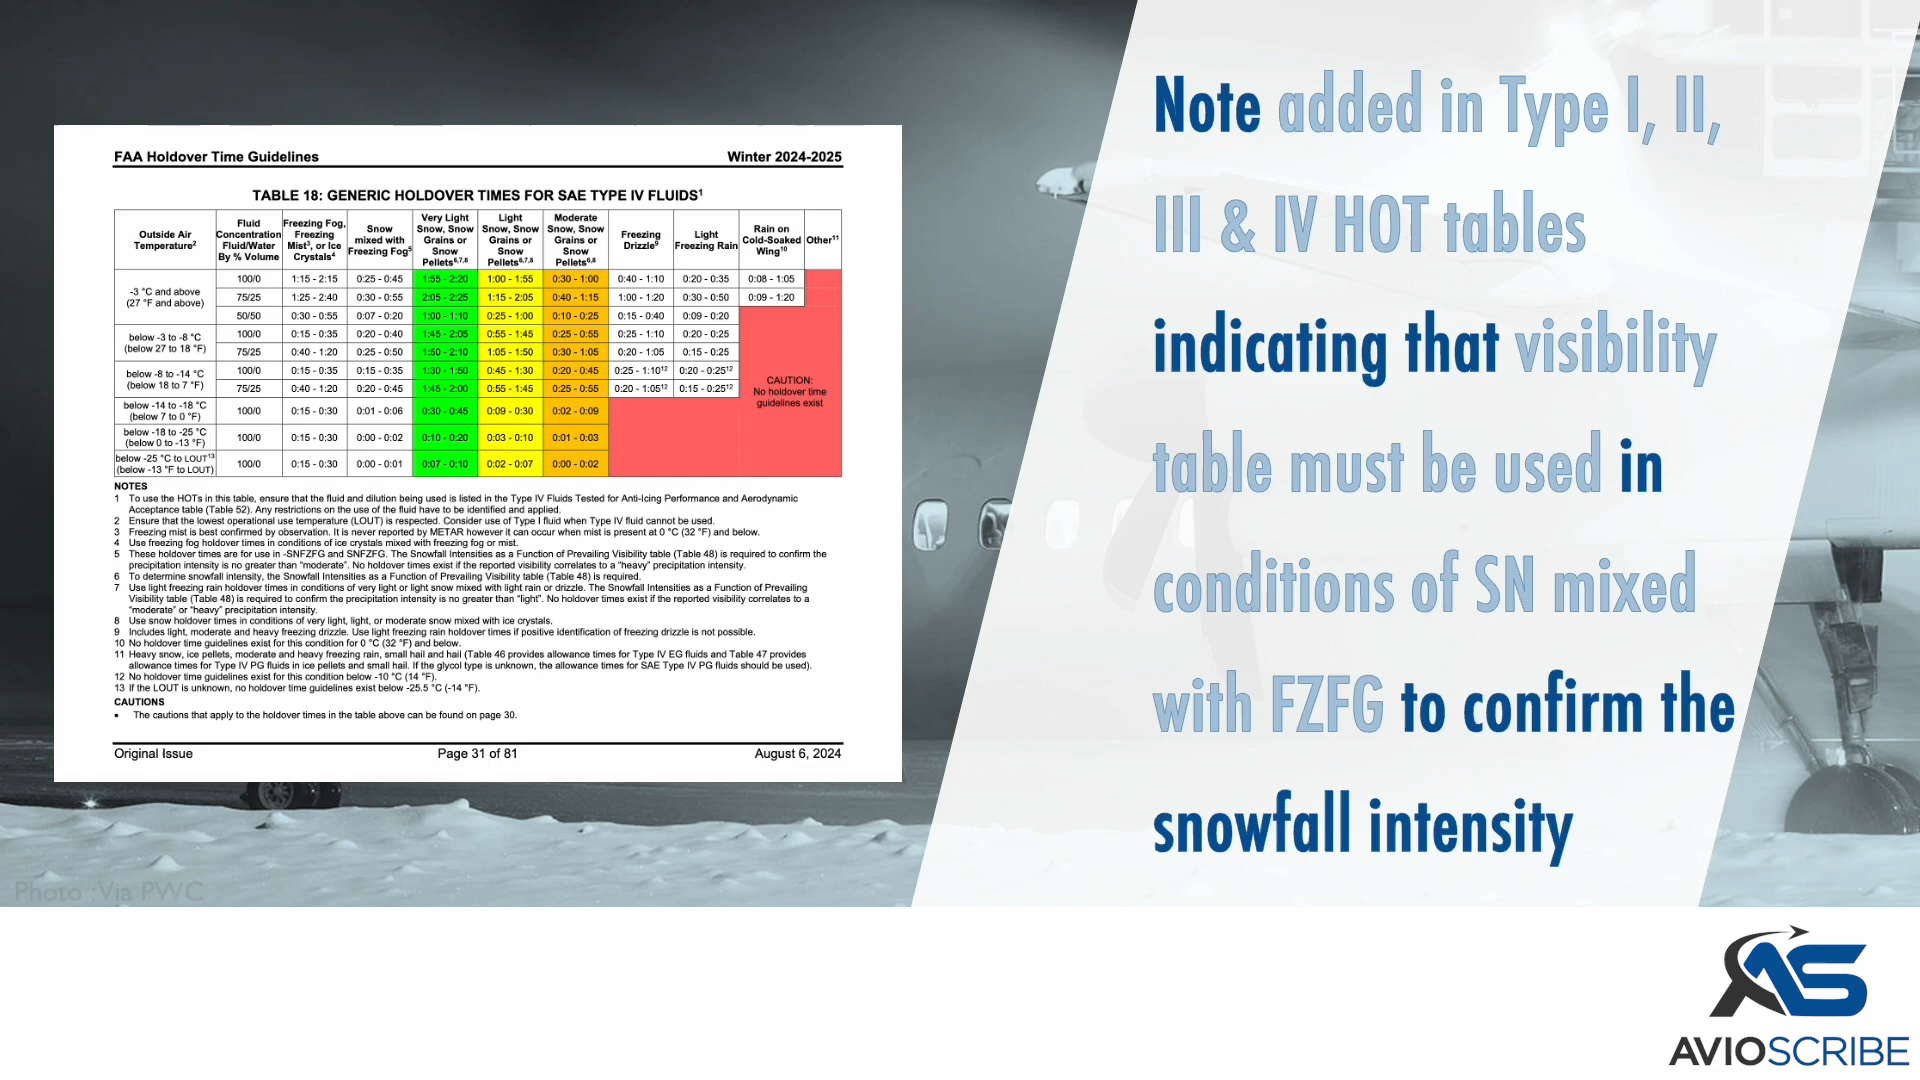 FAA Holdover Time Guidelines
Winter 2024-2025
TABLE 18: GENERIC HOLDOVER TIMES FOR SAE TYPE IV FLUIDS1
Outside Air Temperature2
Fluid Concentration Fluid/Water By % Volume
Freezing Fog, Freezing Mist3, or Ice Crystals4
Snow mixed with Freezing Fog5
Very Light Snow, Snow Grains or Snow Pellets6,7,8
Light Snow, Snow Grains or Snow Pellets6,7,8
Moderate Snow, Snow Grains or Snow Pellets6,8
Freezing Drizzle9
Light Freezing Rain
Rain on Cold-Soaked Wing10
Other11
-3 °C and above (27 °F and above)
100/0 1:15 - 2:15 0:25 - 0:45 1:55 - 2:20 1:00 - 1:55 0:30 - 1:00 0:40 - 1:10 0:20 - 0:35 0:08 - 1:05
75/25 1:25 - 2:40 0:30 - 0:55 2:05 - 2:25 1:15 - 2:05 0:40 - 1:15 1:00 - 1:20 0:30 - 0:50 0:09 - 1:20
50/50 0:30 - 0:55 0:07 - 0:20 1:00 - 1:10 0:25 - 1:00 0:10 - 0:25 0:15 - 0:40 0:09 - 0:20
below -3 to -8 °C (below 27 to 18 °F)
100/0 0:15 - 0:35 0:20 - 0:40 1:45 - 2:05 0:55 - 1:45 0:25 - 0:55 0:25 - 1:10 0:20 - 0:25
75/25 0:40 - 1:20 0:25 - 0:50 1:50 - 2:10 1:05 - 1:50 0:30 - 1:05 0:20 - 1:05 0:15 - 0:25
below -8 to -14 °C (below 18 to 7 °F)
100/0 0:15 - 0:35 0:15 - 0:35 1:30 - 1:50 0:45 - 1:30 0:20 - 0:45 0:25 - 1:1012 0:20 - 0:2512
75/25 0:40 - 1:20 0:20 - 0:45 1:45 - 2:00 0:55 - 1:45 0:25 - 0:55 0:20 - 1:0512 0:15 - 0:2512
below -14 to -18 °C (below 7 to 0 °F)
100/0 0:15 - 0:30 0:01 - 0:06 0:30 - 0:45 0:09 - 0:30 0:02 - 0:09
below -18 to -25 °C (below 0 to -13 °F)
100/0 0:15 - 0:30 0:00 - 0:02 0:10 - 0:20 0:03 - 0:10 0:01 - 0:03
below -25 °C to LOUT13 (below -13 °F to LOUT)
100/0 0:15 - 0:30 0:00 - 0:01 0:07 - 0:10 0:02 - 0:07 0:00 - 0:02
CAUTION:
No holdover time
guidelines exist
NOTES
1 To use the HOTs in this table, ensure that the fluid and dilution being used is listed in the Type IV Fluids Tested for Anti-Icing Performance and Aerodynamic
Acceptance table (Table 52). Any restrictions on the use of the fluid have to be identified and applied.
2 Ensure that the lowest operational use temperature (LOUT) is respected. Consider use of Type I fluid when Type IV fluid cannot be used.
3 Freezing mist is best confirmed by observation. It is never reported by METAR however it can occur when mist is present at 0 °C (32 °F) and below.
4 Use freezing fog holdover times in conditions of ice crystals mixed with freezing fog or mist.
5 These holdover times are for use in -SNFZFG and SNFZFG. The Snowfall Intensities as a Function of Prevailing Visibility table (Table 48) is required to confirm the
precipitation intensity is no greater than "moderate". No holdover times exist if the reported visibility correlates to a "heavy" precipitation intensity.
6 To determine snowfall intensity, the Snowfall Intensities as a Function of Prevailing Visibility table (Table 48) is required.
7 Use light freezing rain holdover times in conditions of very light or light snow mixed with light rain or drizzle. The Snowfall Intensities as a Function of Prevailing
Visibility table (Table 48) is required to confirm the precipitation intensity is no greater than "light". No holdover times exist if the reported visibility correlates to a
"moderate" or "heavy" precipitation intensity.
8 Use snow holdover times in conditions of very light, light, or moderate snow mixed with ice crystals.
9 Includes light, moderate and heavy freezing drizzle. Use light freezing rain holdover times if positive identification of freezing drizzle is not possible.
10 No holdover time guidelines exist for this condition for 0 °C (32 °F) and below.
11 Heavy snow, ice pellets, moderate and heavy freezing rain, small hail and hail (Table 46 provides allowance times for Type IV EG fluids and Table 47 provides
allowance times for Type IV PG fluids in ice pellets and small hail. If the glycol type is unknown, the allowance times for SAE Type IV PG fluids should be used).
12 No holdover time guidelines exist for this condition below -10 °C (14 °F).
13 If the LOUT is unknown, no holdover time guidelines exist below -25.5 °C (-14 °F).
CAUTIONS
• The cautions that apply to the holdover times in the table above can be found on page 30.
Original Issue
Page 31 of 81
August 6, 2024
Note added in Type I, II,
III & IV HOT tables
indicating that visibility
table must be used in
conditions of SN mixed
with FZFG to confirm the
snowfall intensity
Photo :Via PWC
AS
AVIOSCRIBE